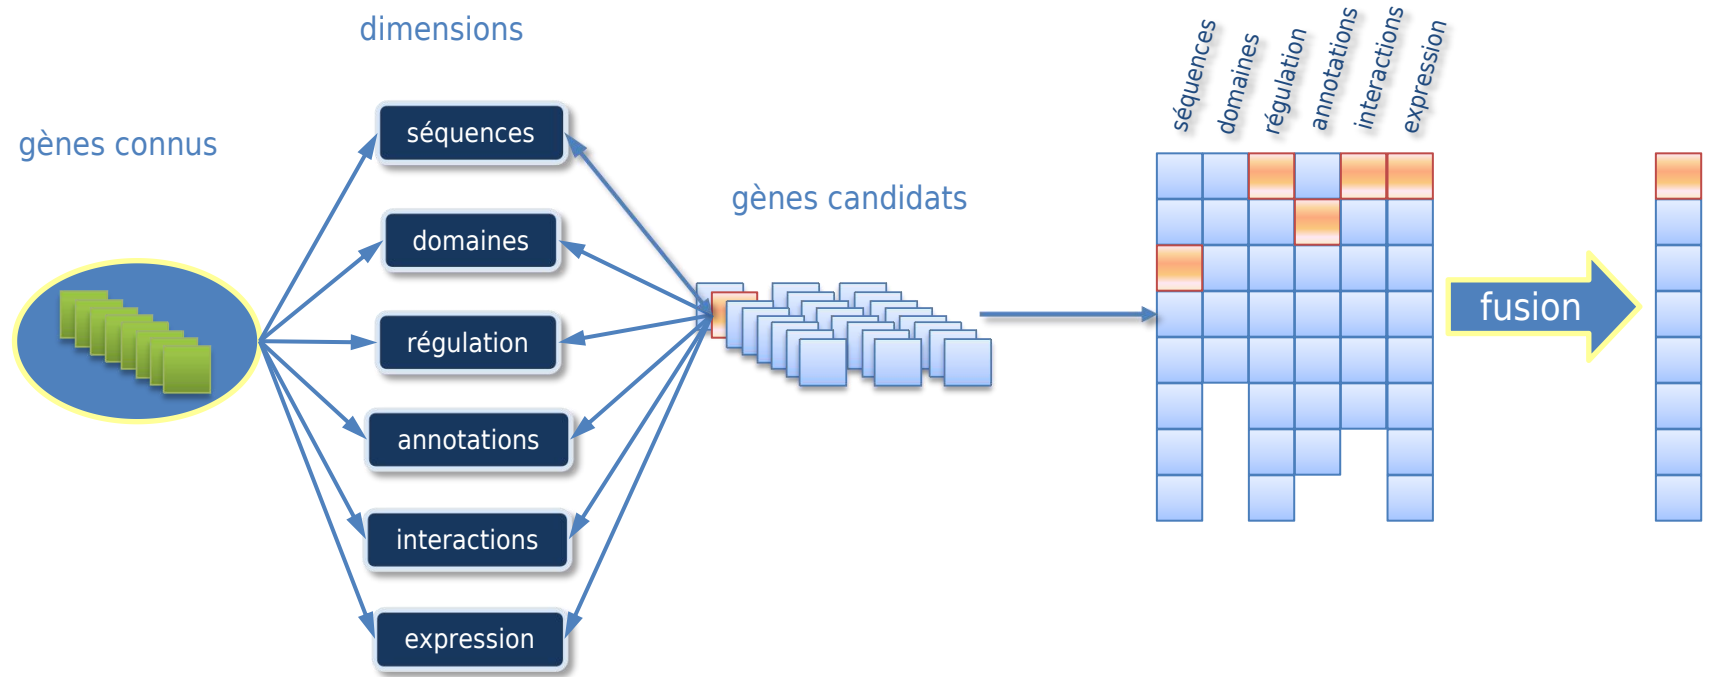 dimensions
gènes connus
séquences
domaines
régulation
annotations
interactions
expression
gènes candidats
séquences
domaines
régulation
annotations
interactions
expression
fusion